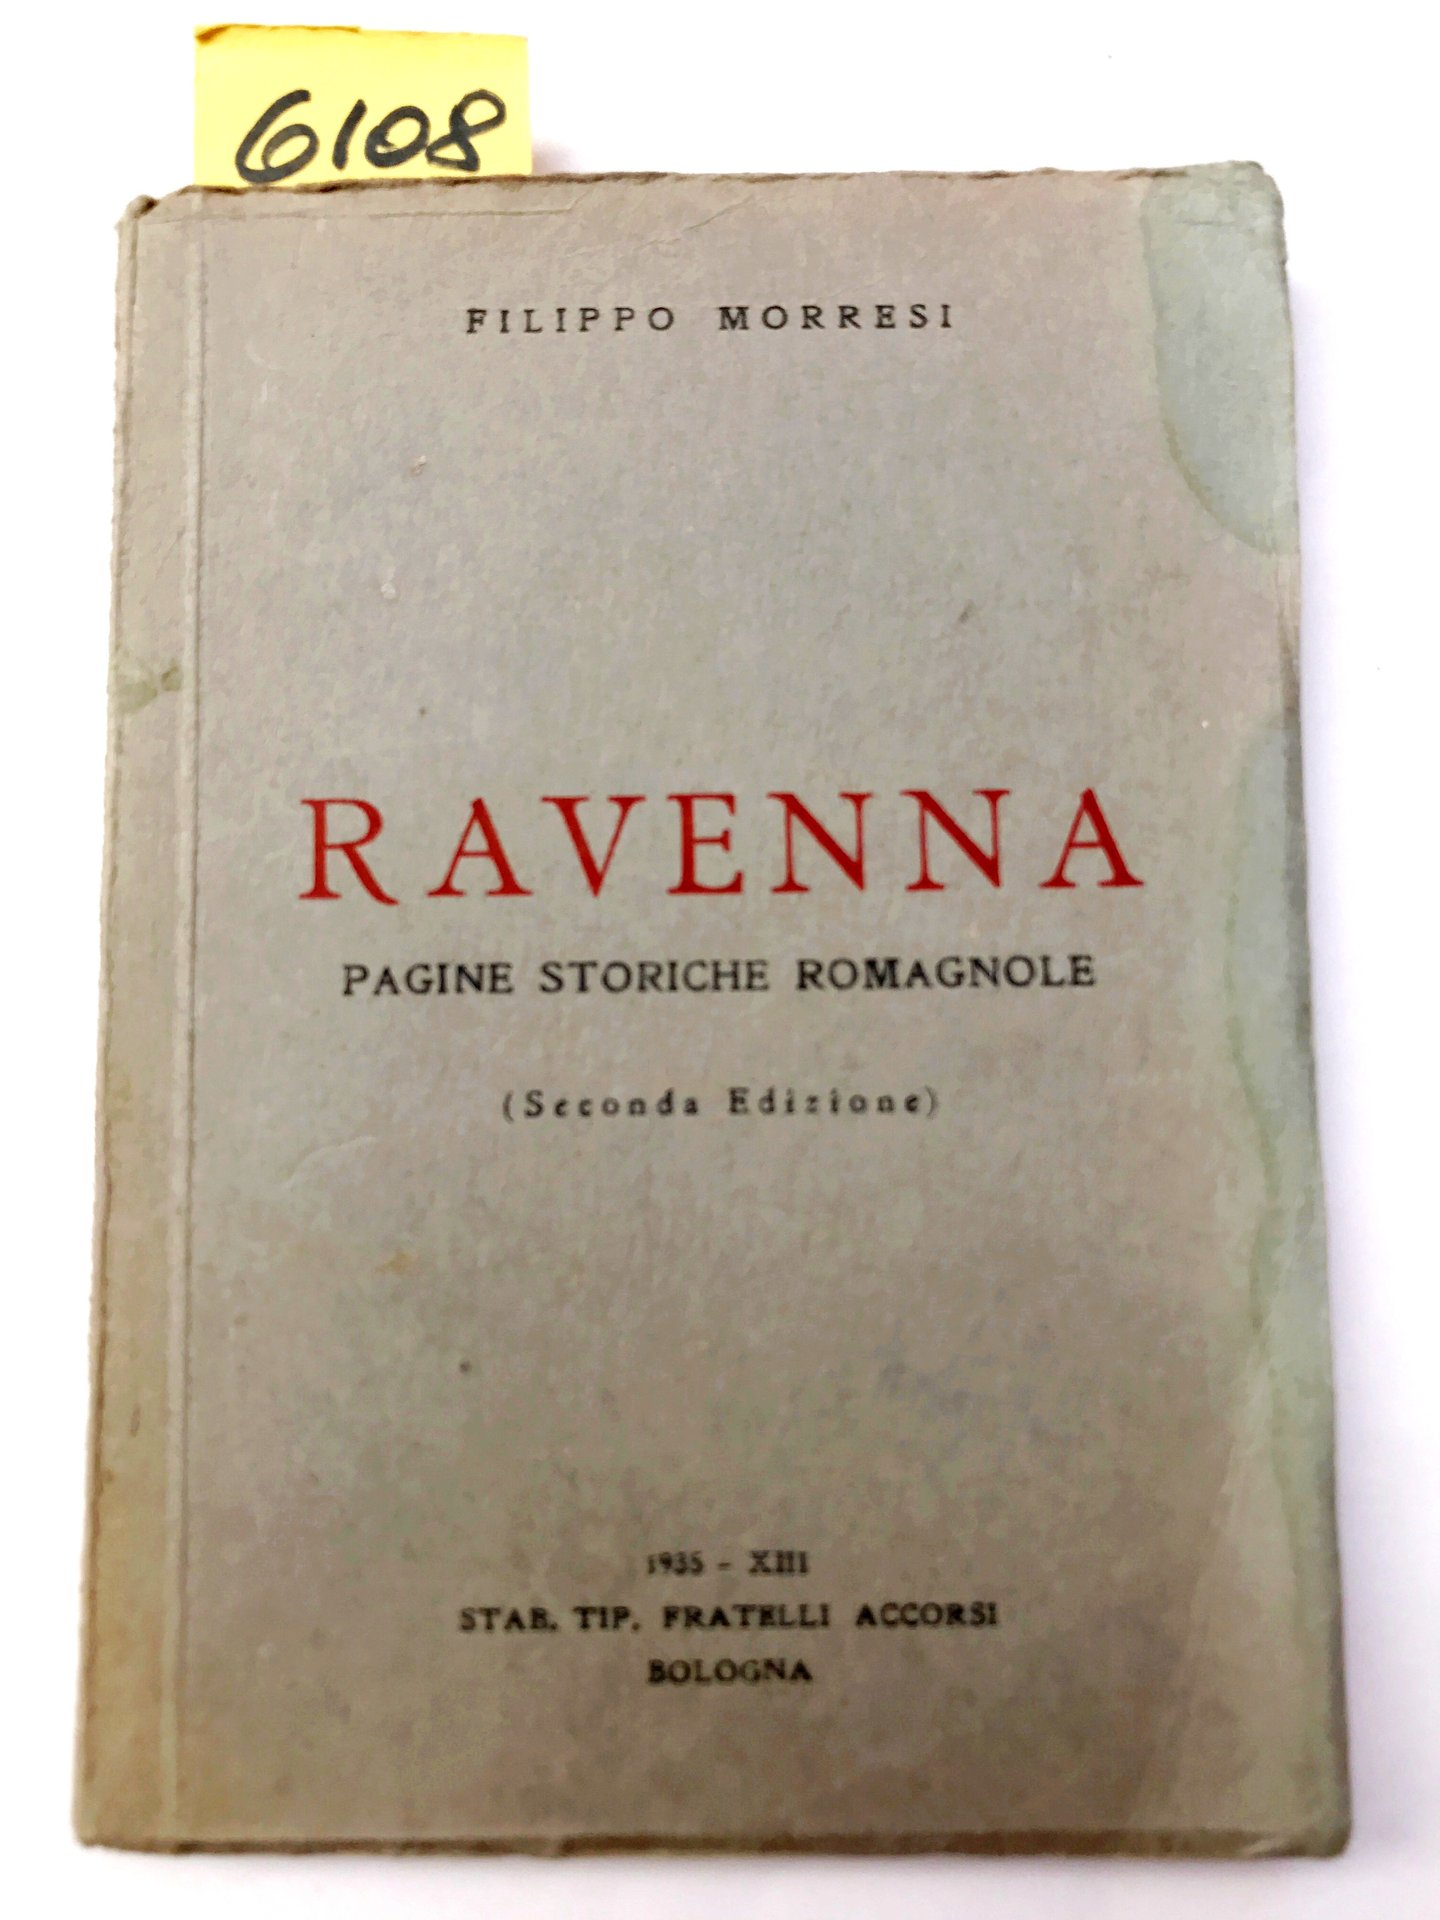 6108
FILIPPO MORRESI
RAVENNA
PAGINE STORICHE ROMAGNOLE
(Seconda Edizione)
1935 - XIII
STAB. TIP. FRATELLI ACCORSI
BOLOGNA